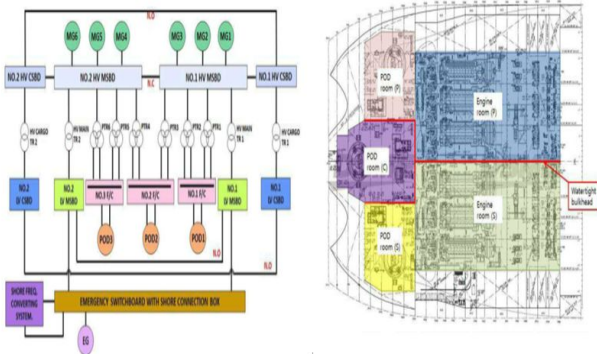 N.O
MG6
MG5
MG4
MG3
MG2
MG1
NO.2 HV CSBD
NO.2 HV MSBD
N.C
NO.1 HV MSBD
NO.1 HV CSBD
HV CARGO
TR 2
HV MAIN
TR 2
PTR6
PTR5
PTR4
PTR3
PTR2
PTR1
HV MAIN
TR 1
HV CARGO
TR 1
NO.2
LV CSBD
NO.2
LV MSBD
NO.3 F/C
NO.2 F/C
NO.1 F/C
NO.1
LV MSBD
NO.1
LV CSBD
POD3
POD2
POD1
N.O
N.O
SHORE FREQ.
CONVERTING
SYSTEM.
EMERGENCY SWITCHBOARD WITH SHORE CONNECTION BOX
EG
POD
room (P)
Engine
room (P)
POD
room (C)
Watertight
bulkhead
POD
room (S)
Engine
room (S)